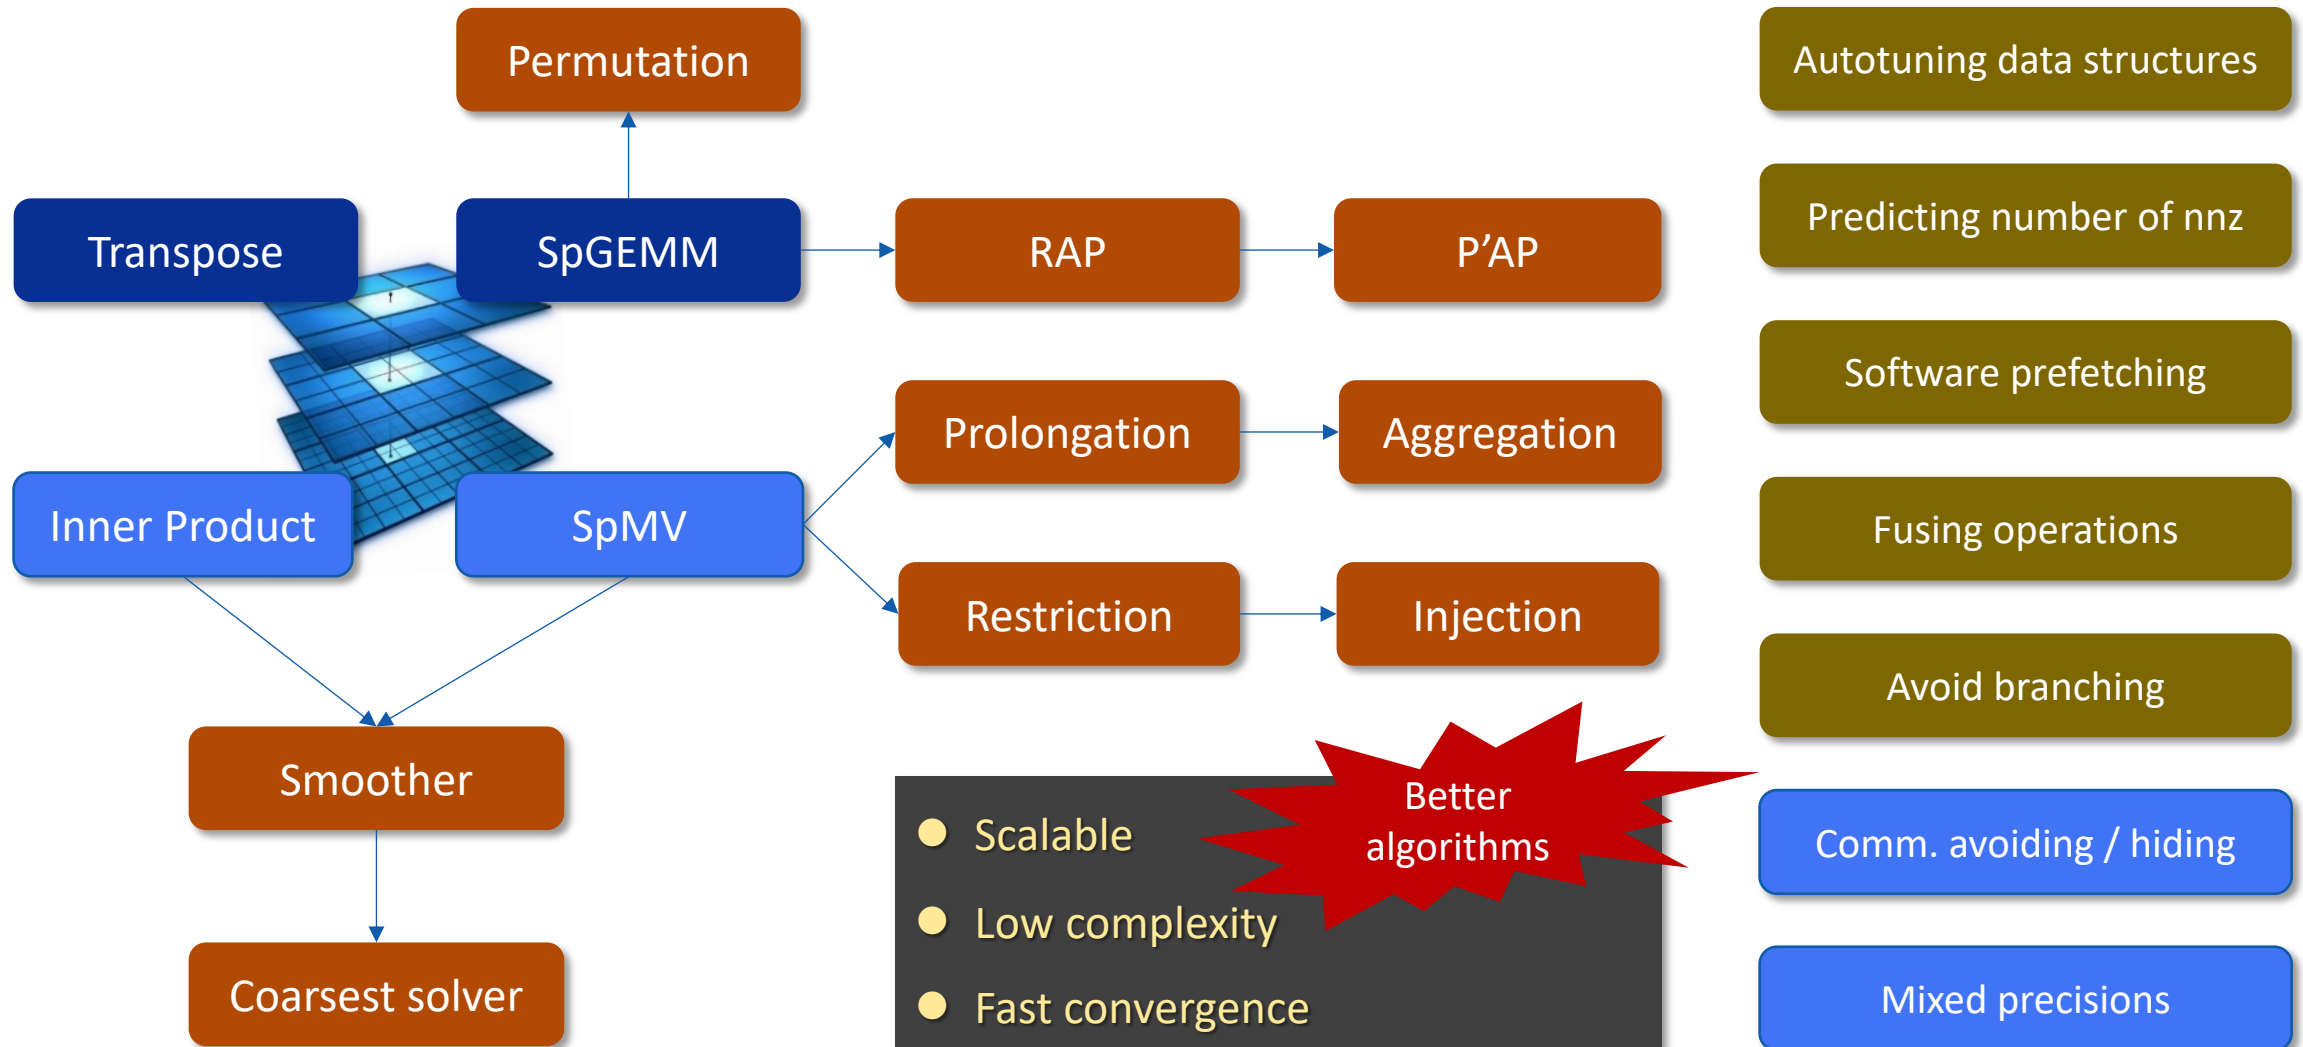 Permutation
Autotuning data structures
Transpose
SpGEMM
RAP
P’AP
Predicting number of nnz
Software prefetching
Prolongation
Aggregation
Inner Product
SpMV
Fusing operations
Restriction
Injection
Avoid branching
Smoother
Better
algorithms
Scalable
Comm. avoiding / hiding
Low complexity
Coarsest solver
Fast convergence
Mixed precisions